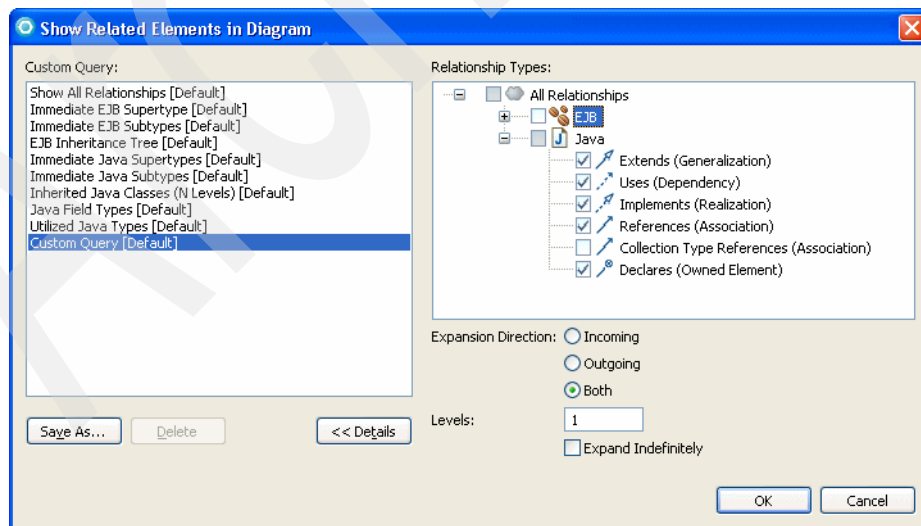 Show Related Elements in Diagram
Custom Query:
Show All Relationships [Default]
Immediate EJB Supertype [Default]
Immediate EJB Subtypes [Default]
EJB Inheritance Tree [Default]
Immediate Java Supertypes [Default]
Immediate Java Subtypes [Default]
Inherited Java Classes (N Levels) [Default]
Java Field Types [Default]
Utilized Java Types [Default]
Custom Query [Default]
Save As...
Delete
<< Details
Relationship Types:
All Relationships
EJB
Java
Extends (Generalization)
Uses (Dependency)
Implements (Realization)
References (Association)
Collection Type References (Association)
Declares (Owned Element)
Expansion Direction: Incoming
Outgoing
Both
Levels: 1
Expand Indefinitely
OK Cancel